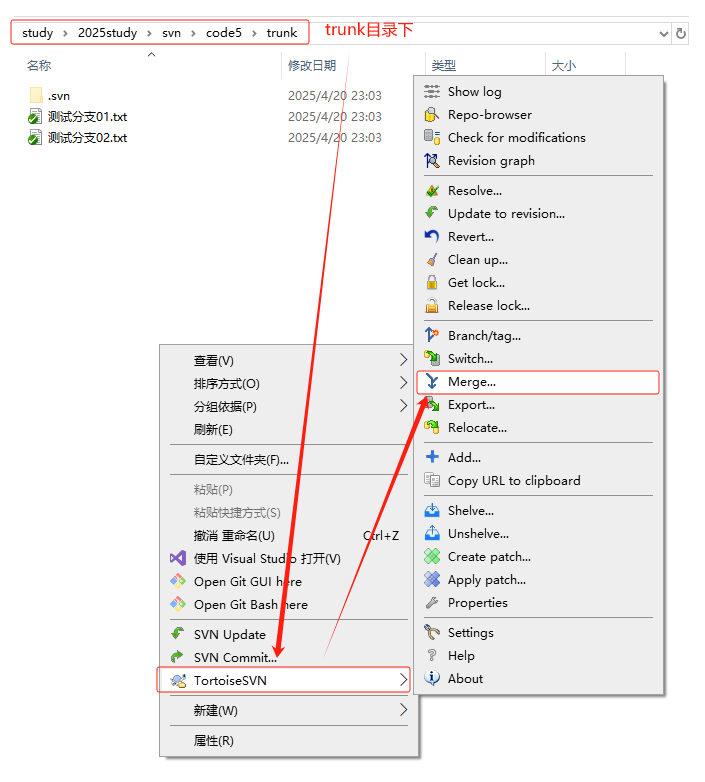 study › 2025study › svn › code5 › trunk
trunk目录下
名称 修改日期 类型 大小
.svn 2025/4/20 23:03
测试分支01.txt 2025/4/20 23:03
测试分支02.txt 2025/4/20 23:03
Show log
Repo-browser
Check for modifications
Revision graph
Resolve...
Update to revision...
Revert...
Clean up...
Get lock...
Release lock...
Branch/tag...
Switch...
Merge...
Export...
Relocate...
Add...
Copy URL to clipboard
Shelve...
Unshelve...
Create patch...
Apply patch...
Properties
Settings
Help
About
查看(V)
排序方式(O)
分组依据(P)
刷新(E)
自定义文件夹(F)...
粘贴(P)
粘贴快捷方式(S)
撤消 重命名(U) Ctrl+Z
使用 Visual Studio 打开(V)
Open Git GUI here
Open Git Bash here
SVN Update
SVN Commit...
TortoiseSVN
新建(W)
属性(R)